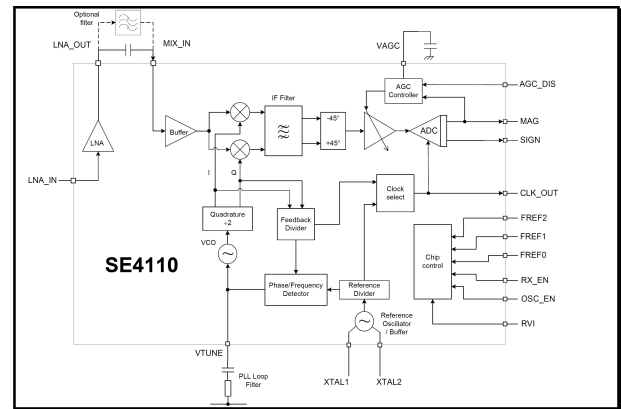 Optional
filter
LNA_OUT
MIX_IN
VAGC
AGC
Controller
AGC_DIS
IF Filter
-45°
+45°
Buffer
LNA
ADC
MAG
SIGN
LNA_IN
I
Q
Clock
select
CLK_OUT
Quadrature
÷2
Feedback
Divider
VCO
FREF2
FREF1
FREF0
Chip
control
RX_EN
OSC_EN
SE4110
Phase/Frequency
Detector
Reference
Divider
Reference
Oscillator
/ Buffer
RVI
VTUNE
PLL Loop
Filter
XTAL1
XTAL2